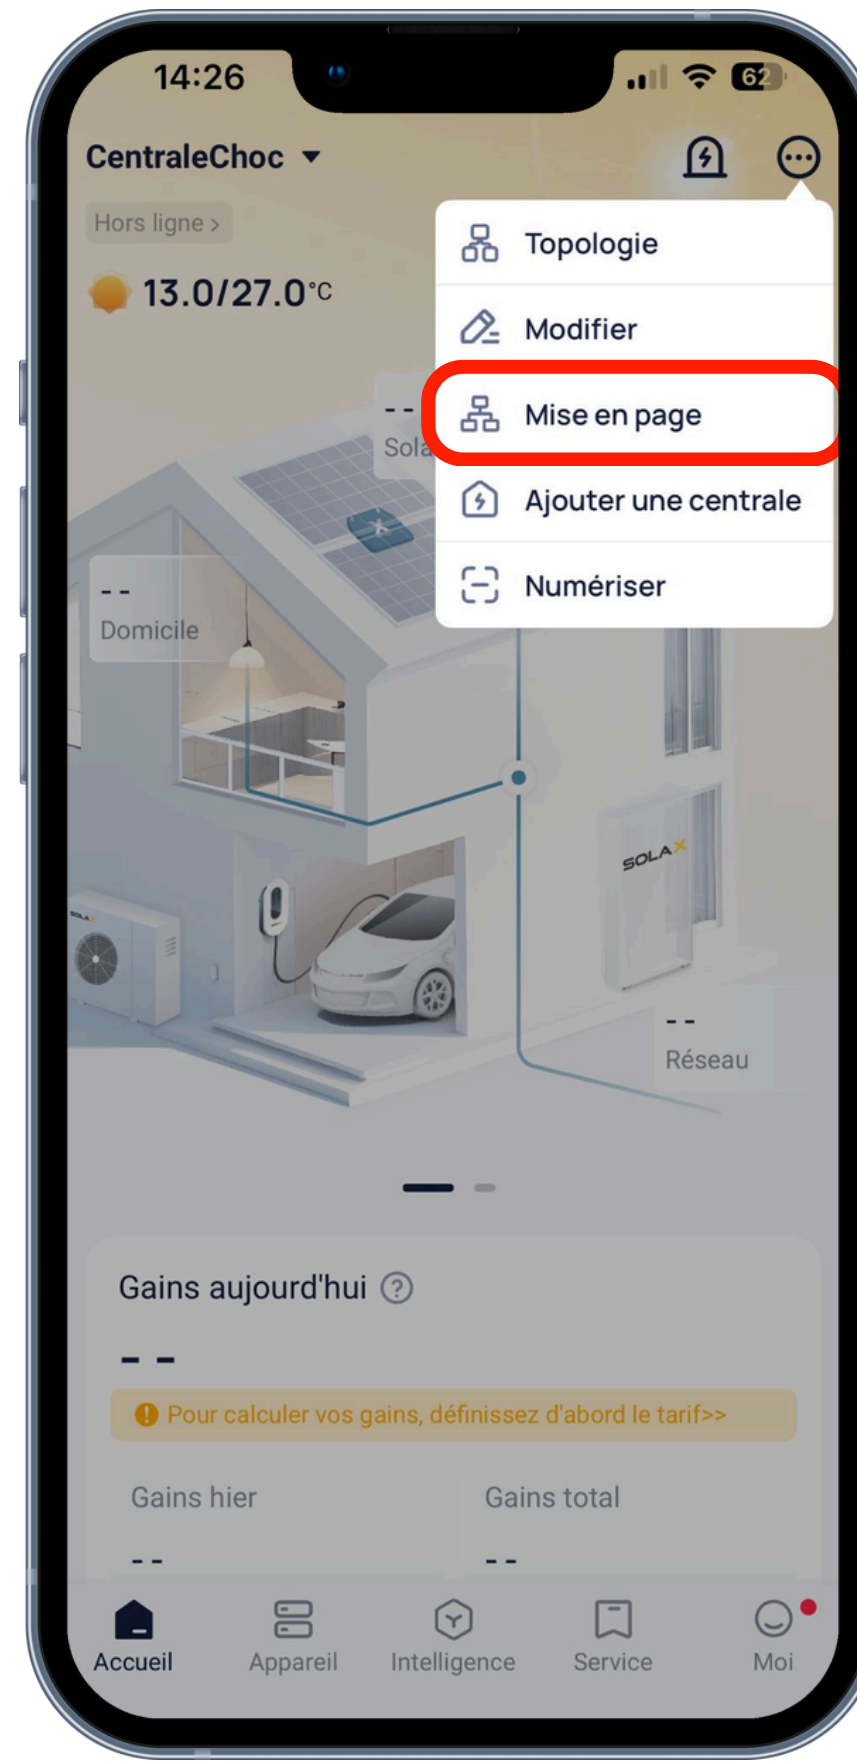 14:26
62
CentraleChoc
Hors ligne >
13.0/27.0°C
Topologie
Modifier
Mise en page
Ajouter une centrale
Numériser
--
Sola
--
Domicile
SOLAX
SOLAX
--
Réseau
Gains aujourd'hui ?
--
! Pour calculer vos gains, définissez d'abord le tarif>>
Gains hier
Gains total
--
--
Accueil
Appareil
Intelligence
Service
Moi